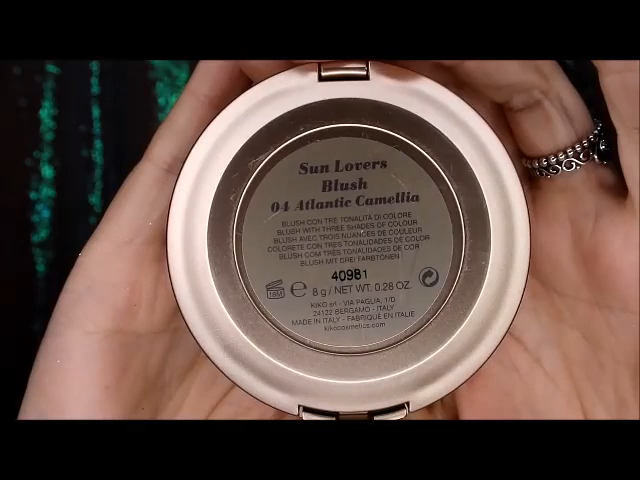 Sun Lovers
Blush
04 Atlantic Camellia
BLUSH CON TRE TONALITÀ DI COLORE
BLUSH WITH THREE SHADES OF COLOUR
BLUSH AVEC TROIS NUANCES DE COULEUR
COLORETE CON TRES TONALIDADES DE COLOR
BLUSH COM TRÊS TONALIDADES DE COR
BLUSH MIT DREI FARBTÖNEN
40981
18M ℮ 8 g / NET WT. 0.28 OZ.
KIKO srl - VIA PAGLIA, 1/D
24122 BERGAMO - ITALY
MADE IN ITALY - FABRIQUÉ EN ITALIE
kikocosmetics.com